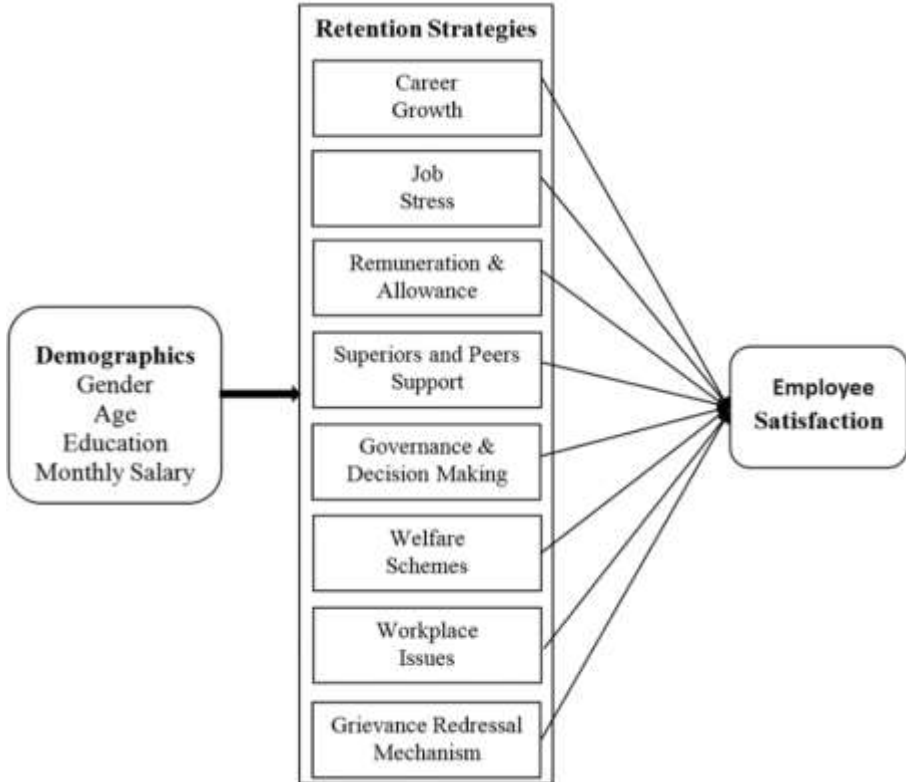 Demographics
Gender
Age
Education
Monthly Salary
Retention Strategies
Career
Growth
Job
Stress
Remuneration &
Allowance
Superiors and Peers
Support
Governance &
Decision Making
Welfare
Schemes
Workplace
Issues
Grievance Redressal
Mechanism
Employee
Satisfaction